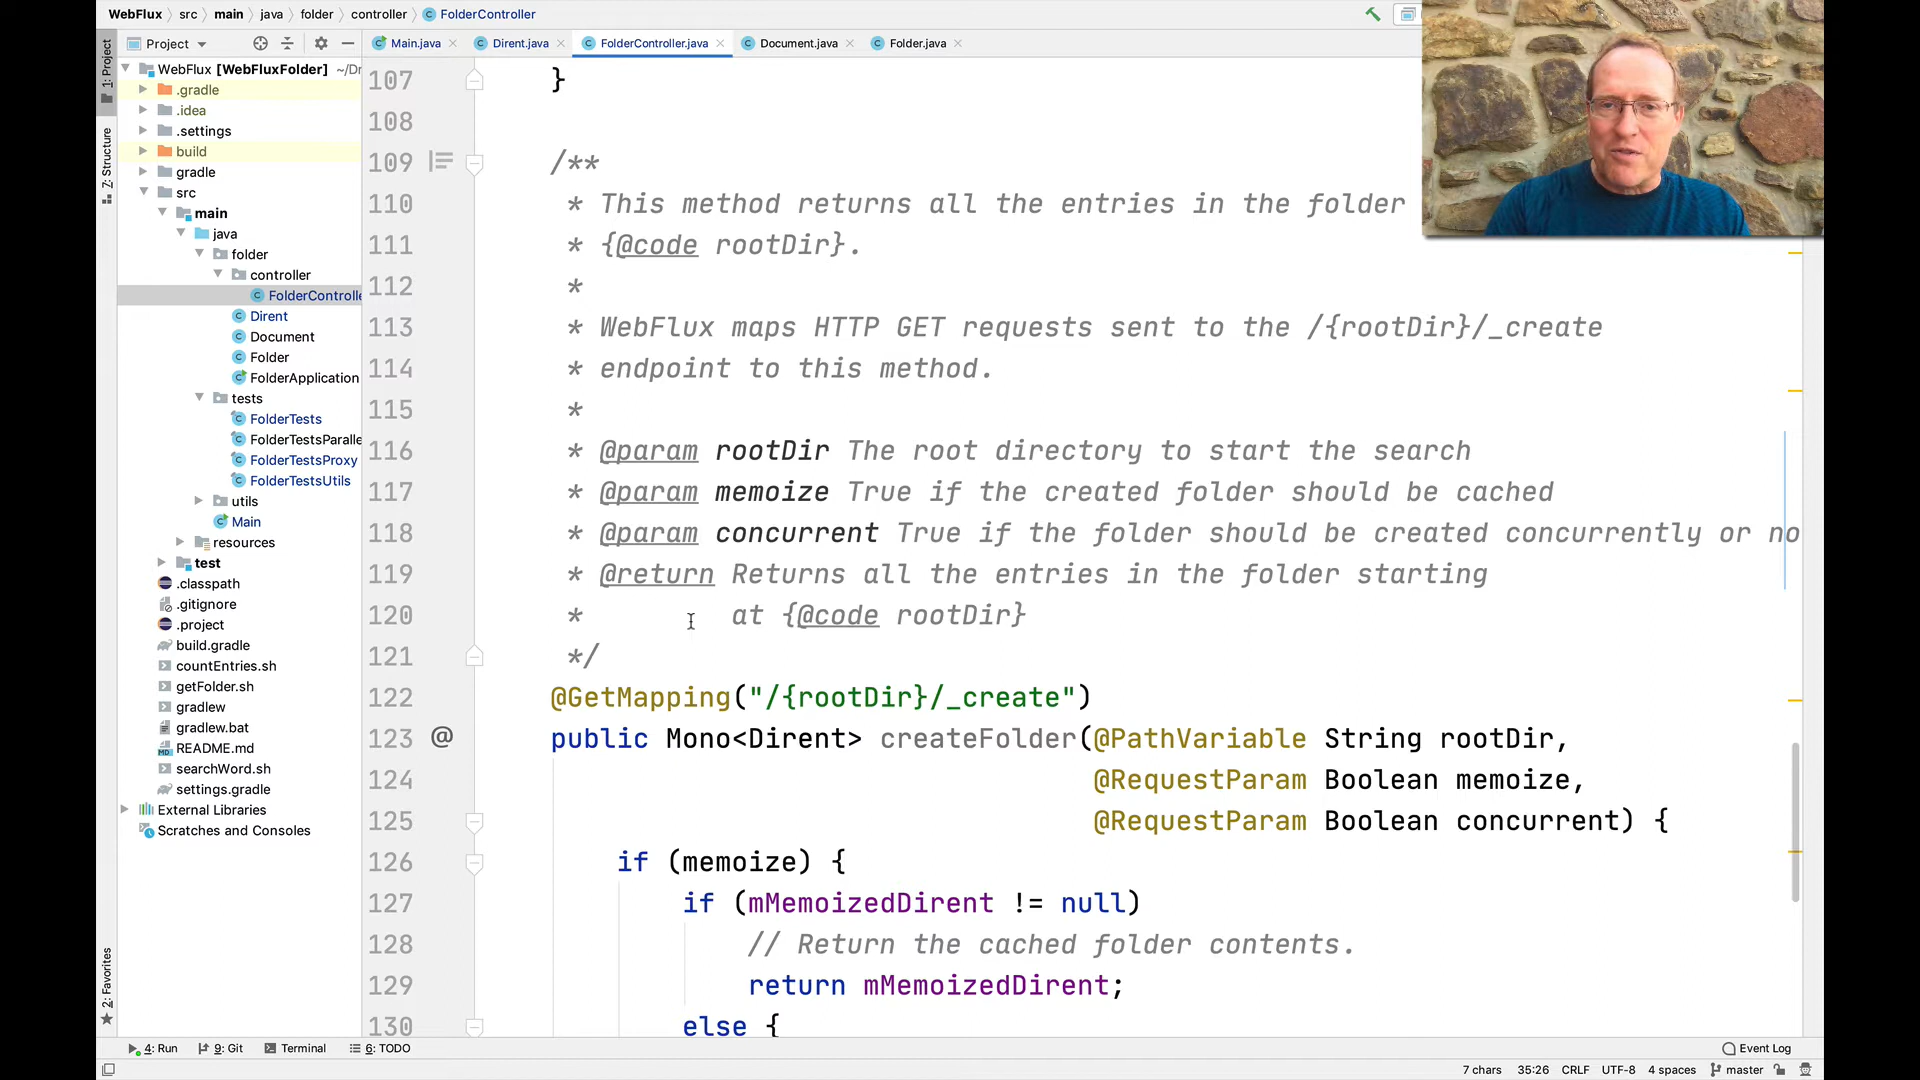 WebFlux src main java folder controller FolderController
Project
Main.java Dirent.java FolderController.java Document.java Folder.java
1: Project
Z: Structure
2: Favorites
WebFlux [WebFluxFolder] ~/Dr
.gradle
.idea
.settings
build
gradle
src
main
java
folder
controller
FolderControlle
Dirent
Document
Folder
FolderApplication
tests
FolderTests
FolderTestsParalle
FolderTestsProxy
FolderTestsUtils
utils
Main
resources
test
.classpath
.gitignore
.project
build.gradle
countEntries.sh
getFolder.sh
gradlew
gradlew.bat
README.md
searchWord.sh
settings.gradle
External Libraries
Scratches and Consoles
107 }
108
109 /**
110 * This method returns all the entries in the folder
111 * {@code rootDir}.
112 *
113 * WebFlux maps HTTP GET requests sent to the /{rootDir}/_create
114 * endpoint to this method.
115 *
116 * @param rootDir The root directory to start the search
117 * @param memoize True if the created folder should be cached
118 * @param concurrent True if the folder should be created concurrently or no
119 * @return Returns all the entries in the folder starting
120 * at {@code rootDir}
121 */
122 @GetMapping("/{rootDir}/_create")
123 @ public Mono<Dirent> createFolder(@PathVariable String rootDir,
124 @RequestParam Boolean memoize,
125 @RequestParam Boolean concurrent) {
126 if (memoize) {
127 if (mMemoizedDirent != null)
128 // Return the cached folder contents.
129 return mMemoizedDirent;
130 else {
4: Run 9: Git Terminal 6: TODO Event Log
7 chars 35:26 CRLF UTF-8 4 spaces master